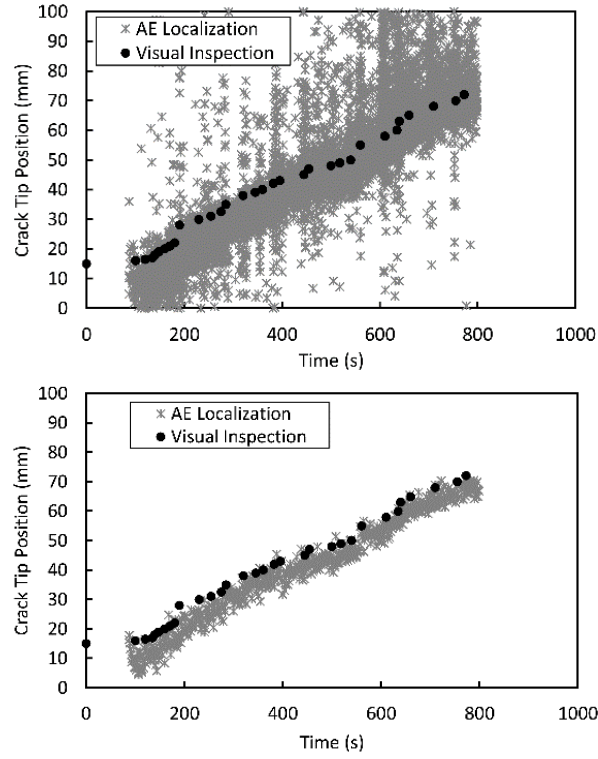 100
90
80
70
60
50
40
30
20
10
0
Crack Tip Position (mm)
AE Localization
Visual Inspection
0 200 400 600 800 1000
Time (s)
100
90
80
70
60
50
40
30
20
10
0
Crack Tip Position (mm)
AE Localization
Visual Inspection
0 200 400 600 800 1000
Time (s)